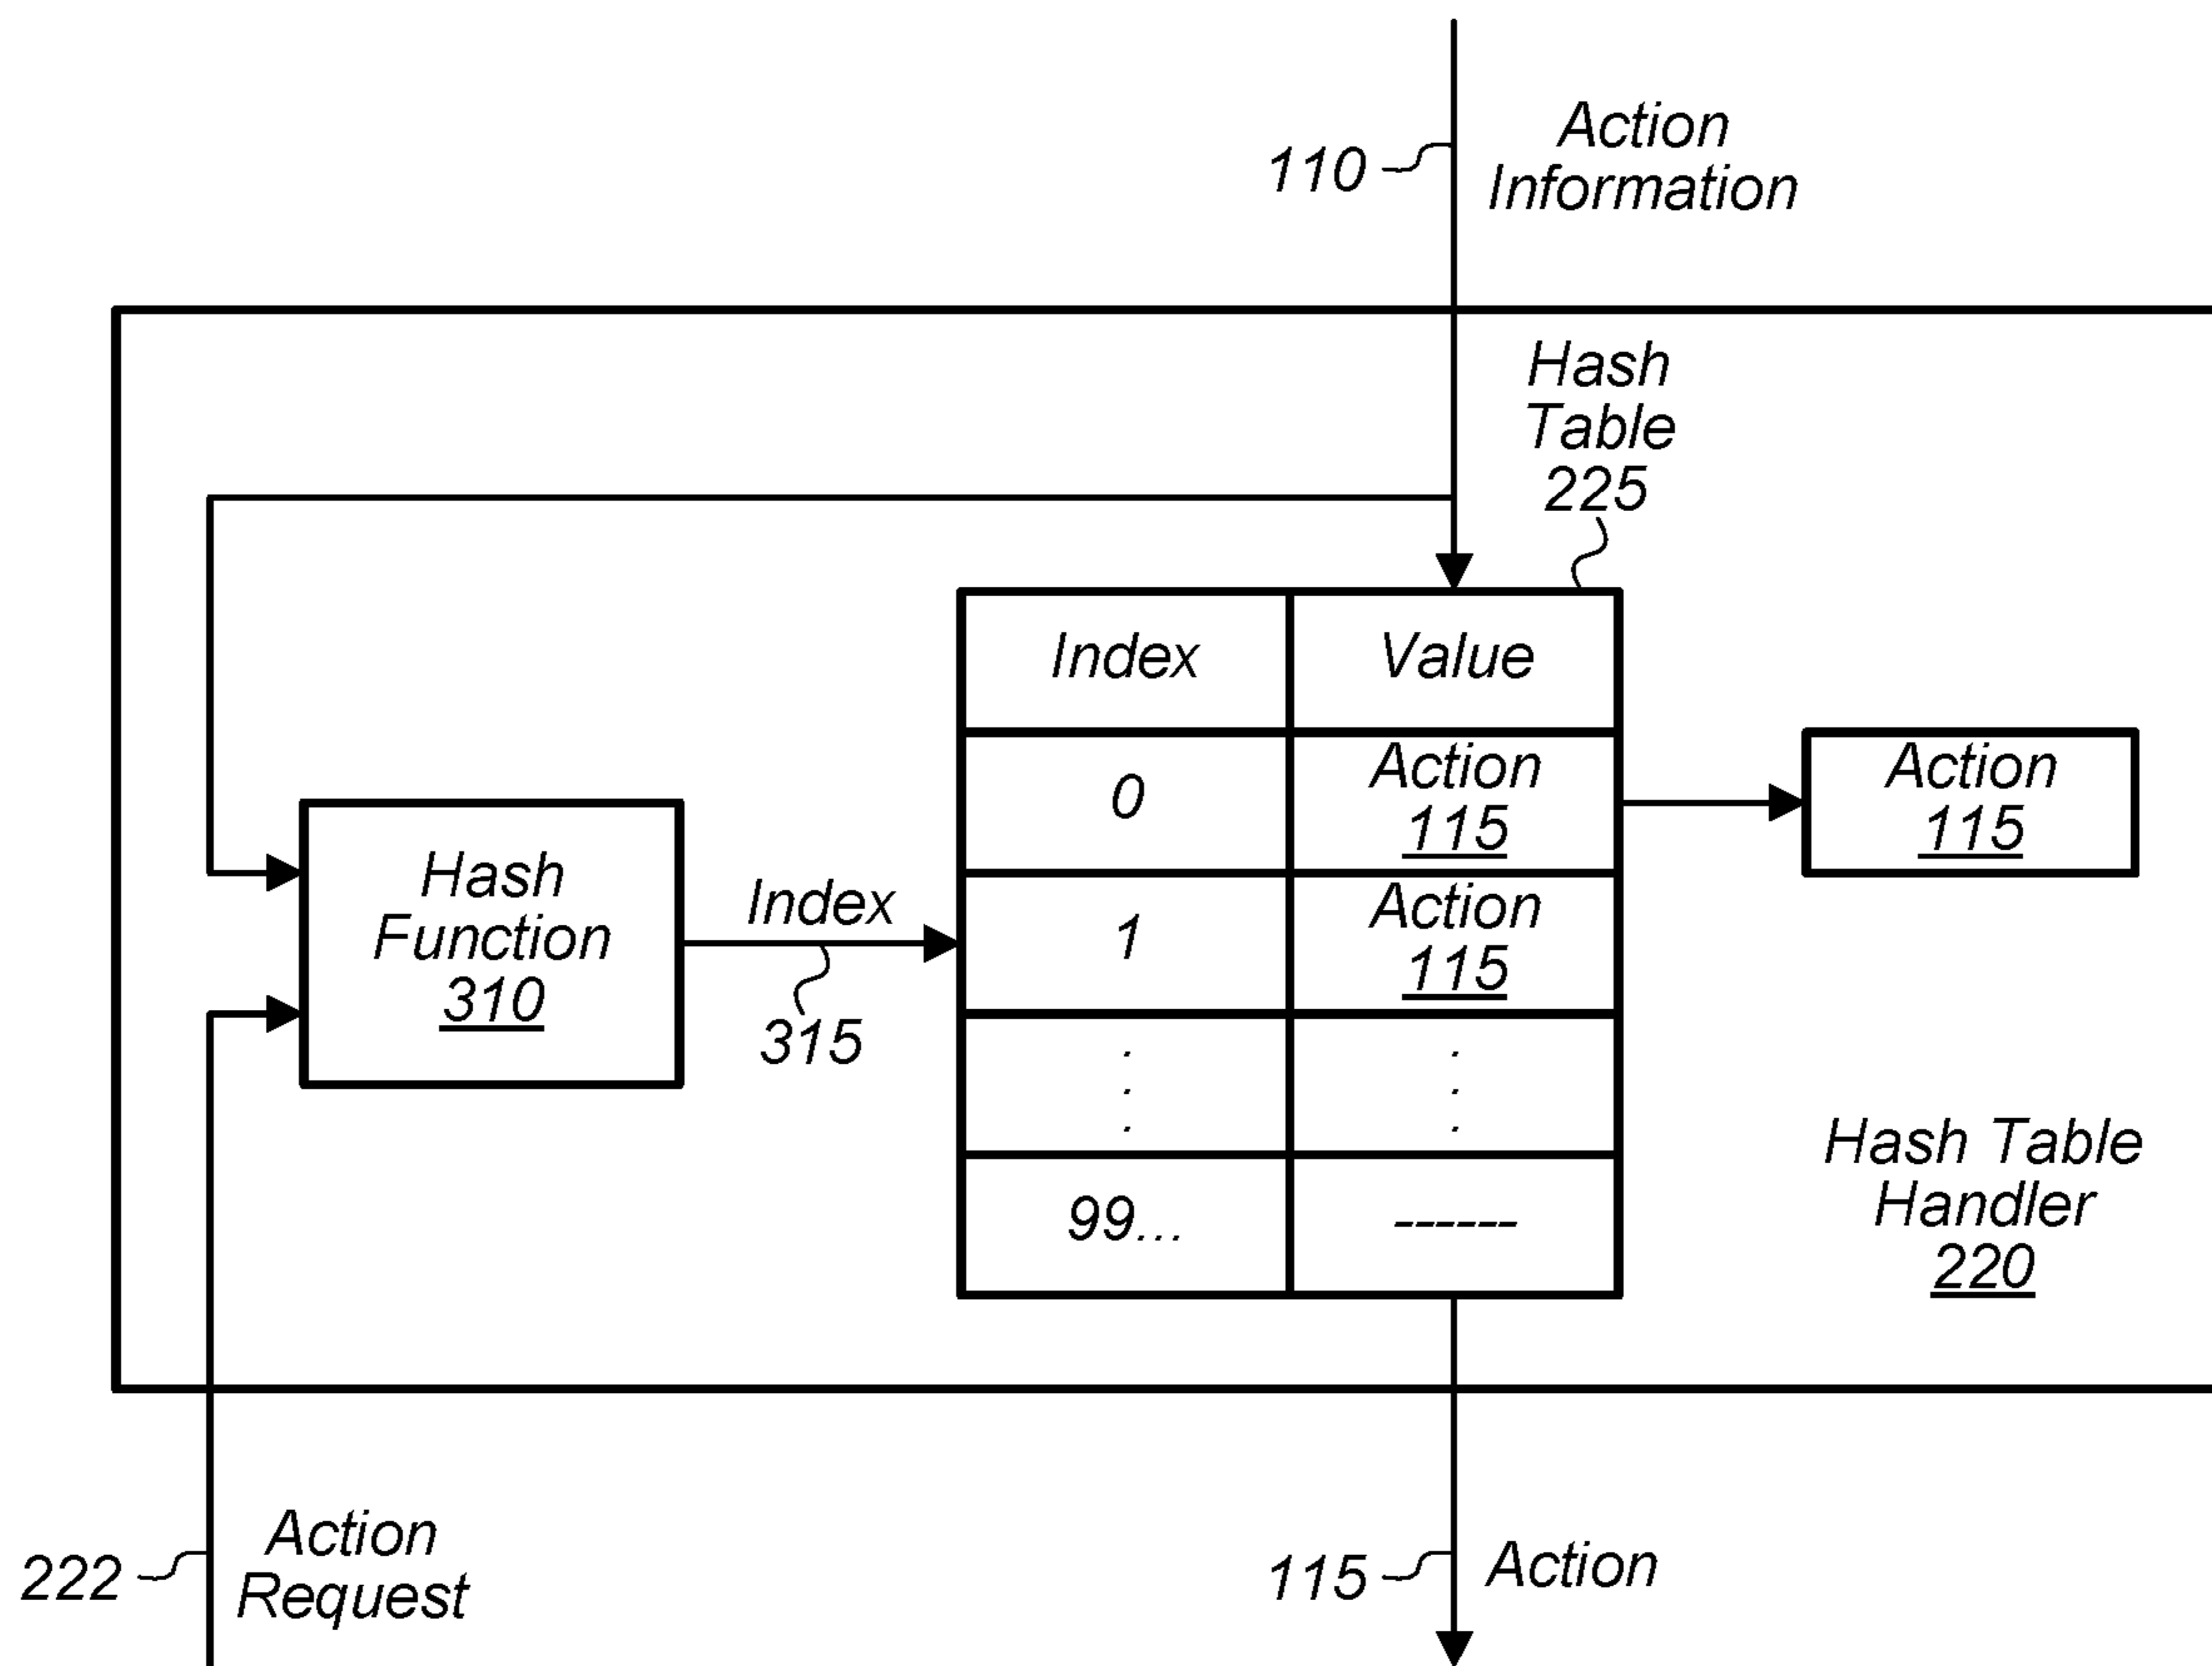 110
Action
Information
Hash
Table
225
Index
Value
0
Action
115
Action
115
1
Action
115
Hash
Function
310
Index
315
:
:
99...
------
Hash Table
Handler
220
222
Action
Request
115
Action